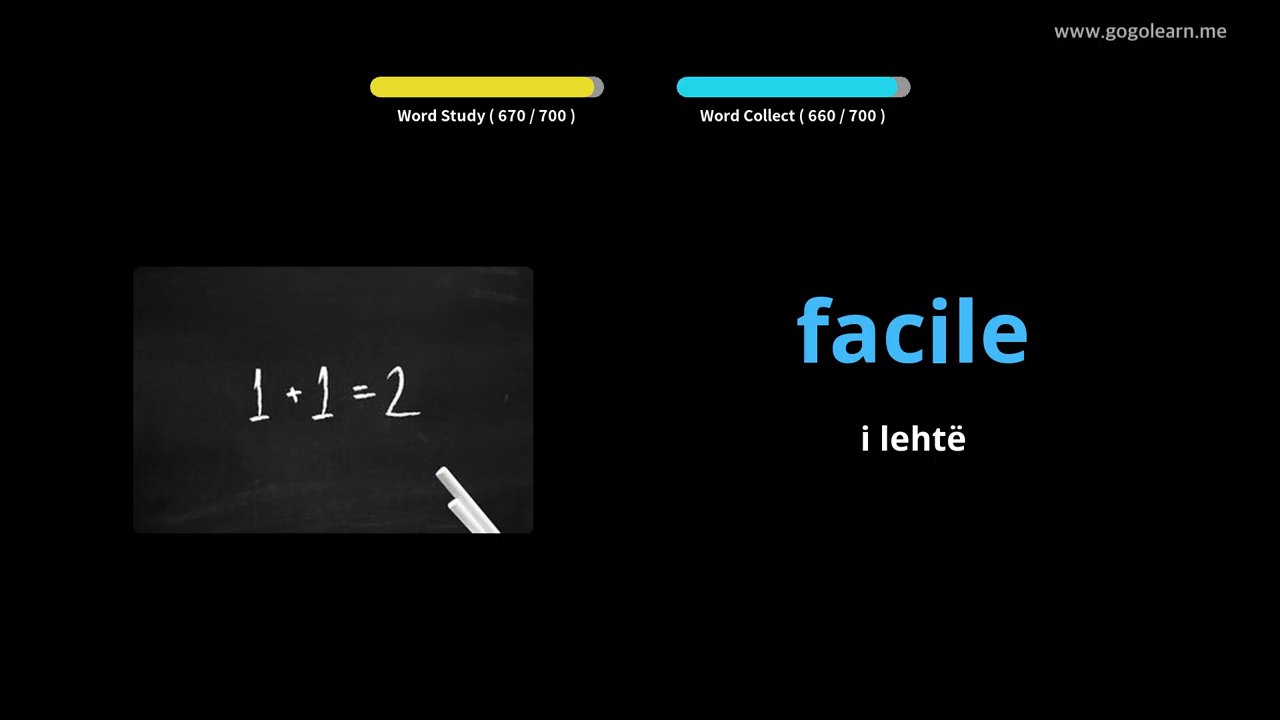 www.gogolearn.me
Word Study ( 670 / 700 )
Word Collect ( 660 / 700 )
1 + 1 = 2
facile
i lehtë